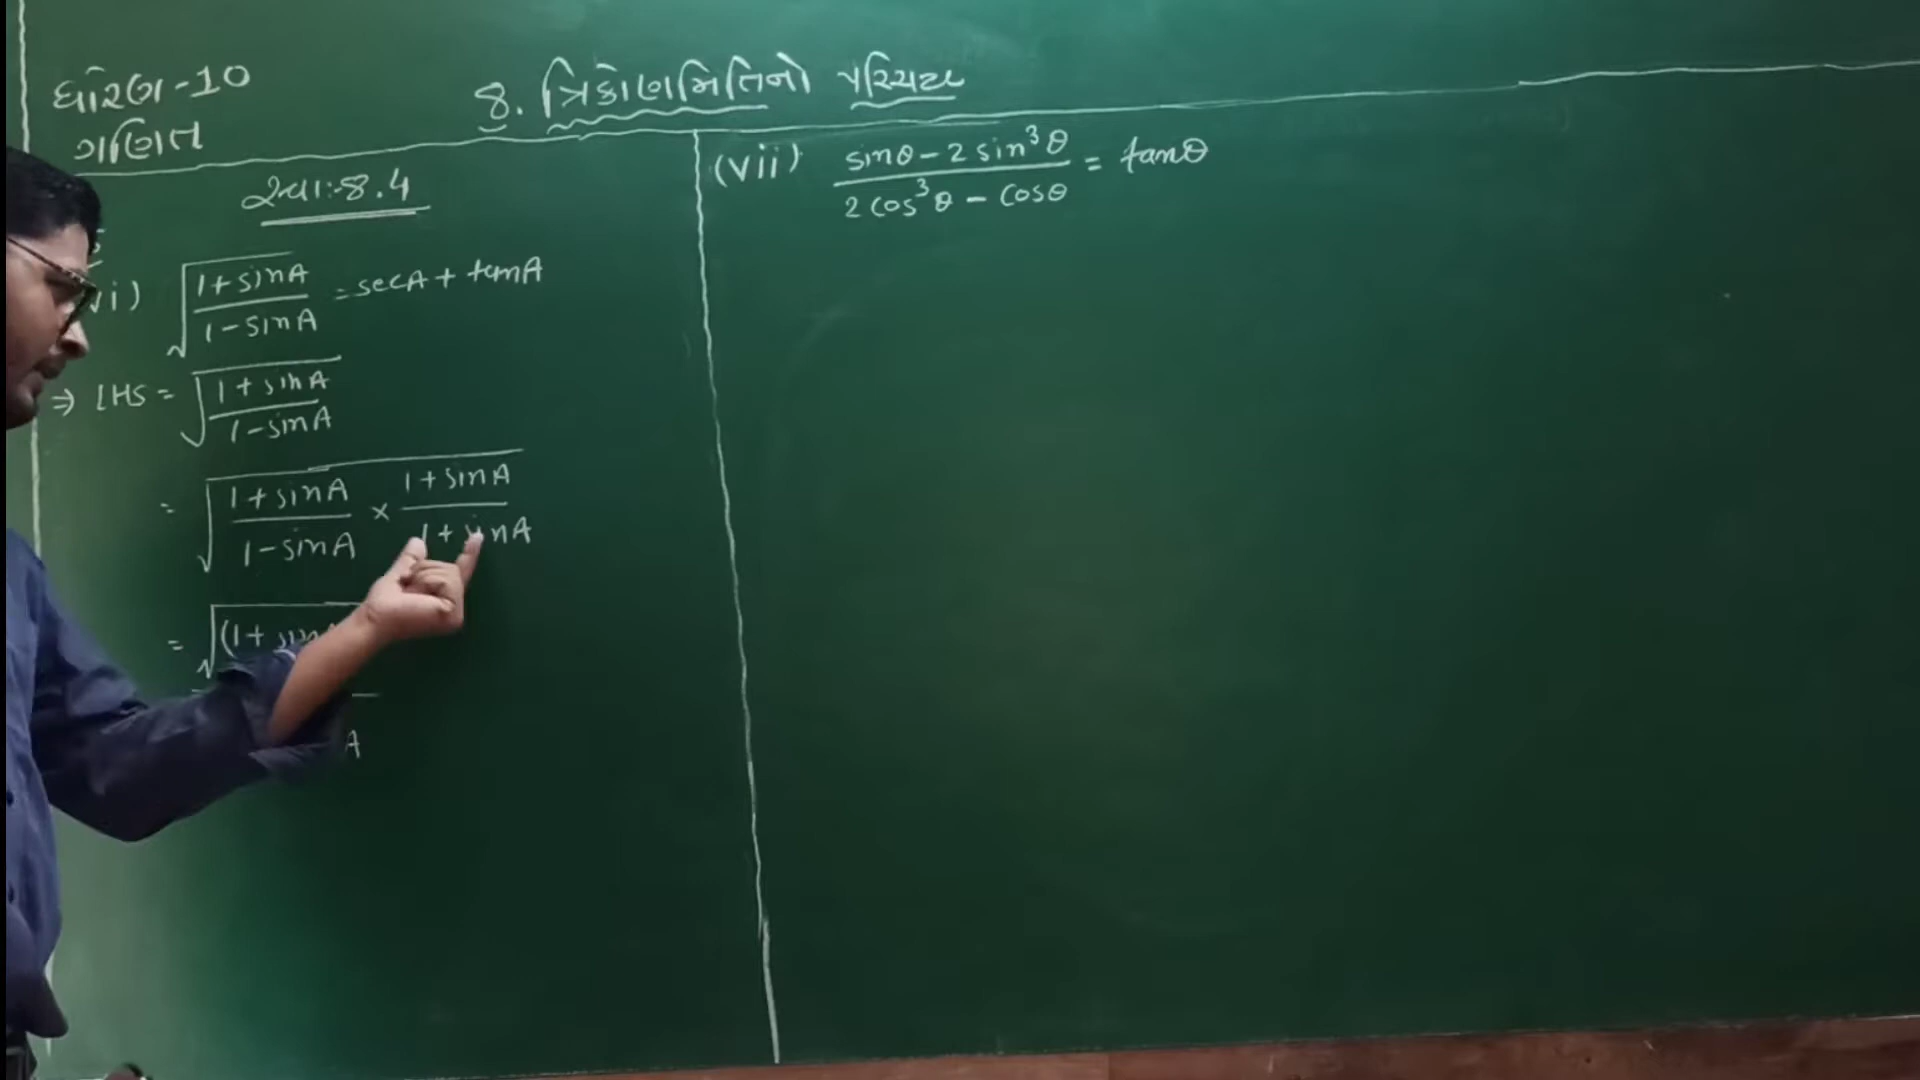 ધોરણ-10
ગણિત
8. ત્રિકોણમિતિનો પરિચય
સ્વા:-8.4
vi) √(1+sinA / 1-sinA) = secA + tanA
⇒ LHS = √(1+sinA / 1-sinA)
= √(1+sinA / 1-sinA × 1+sinA / 1+sinA)
= √(1+sin
A
(vii) sinθ-2sin³θ / 2cos³θ-cosθ = tanθ